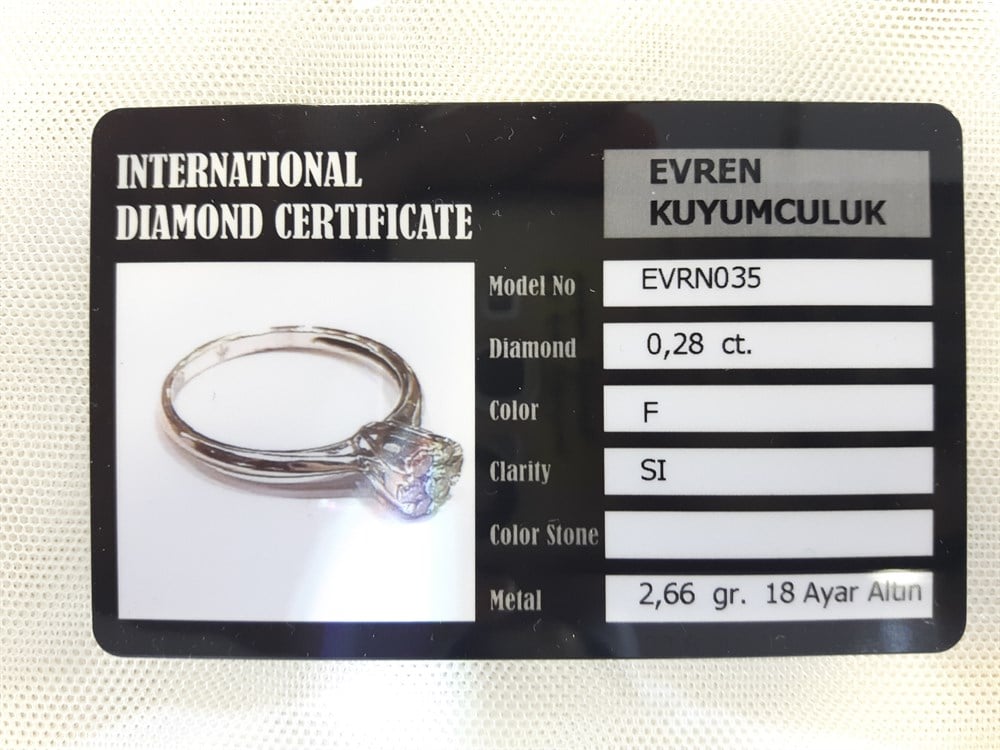 INTERNATIONAL
DIAMOND CERTIFICATE
EVREN
KUYUMCULUK
Model No EVRN035
Diamond 0,28 ct.
Color F
Clarity SI
Color Stone
Metal 2,66 gr. 18 Ayar Altın